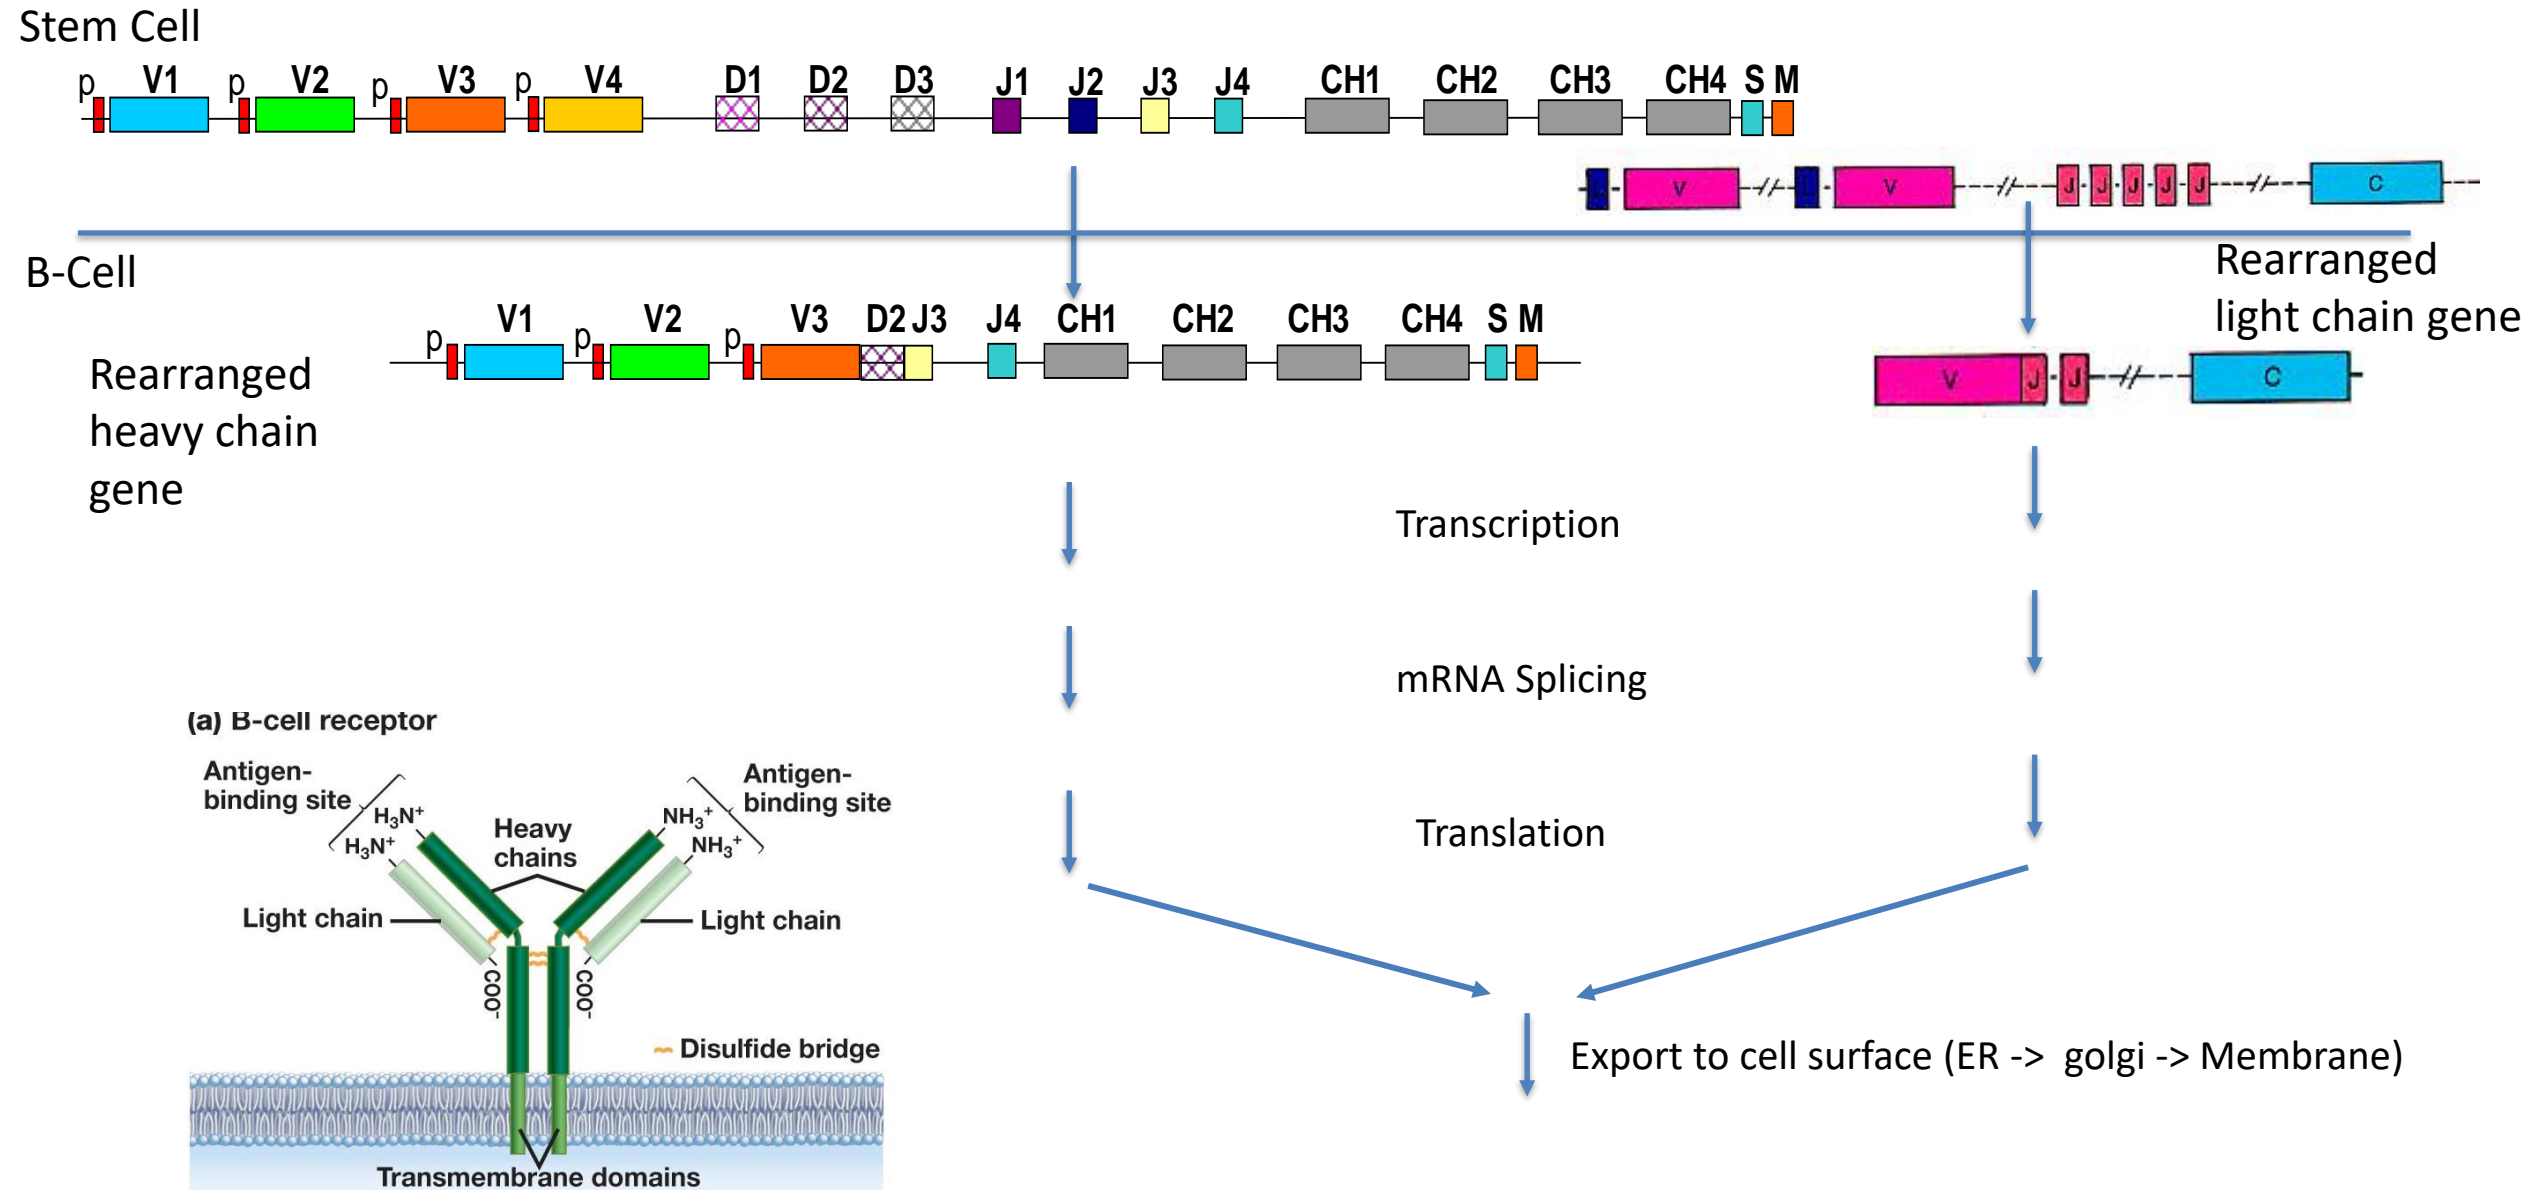 Stem Cell
p V1 p V2 p V3 p V4 D1 D2 D3 J1 J2 J3 J4 CH1 CH2 CH3 CH4 S M
V V J J J J J C
B-Cell
Rearranged
light chain gene
p V1 p V2 p V3 D2 J3 J4 CH1 CH2 CH3 CH4 S M
Rearranged
heavy chain
gene
V J J C
Transcription
mRNA Splicing
Translation
Export to cell surface (ER -> golgi -> Membrane)
(a) B-cell receptor
Antigen-
binding site
Antigen-
binding site
H₃N⁺
H₃N⁺
NH₃⁺
NH₃⁺
Heavy
chains
Light chain
Light chain
COO⁻
COO⁻
Disulfide bridge
Transmembrane domains